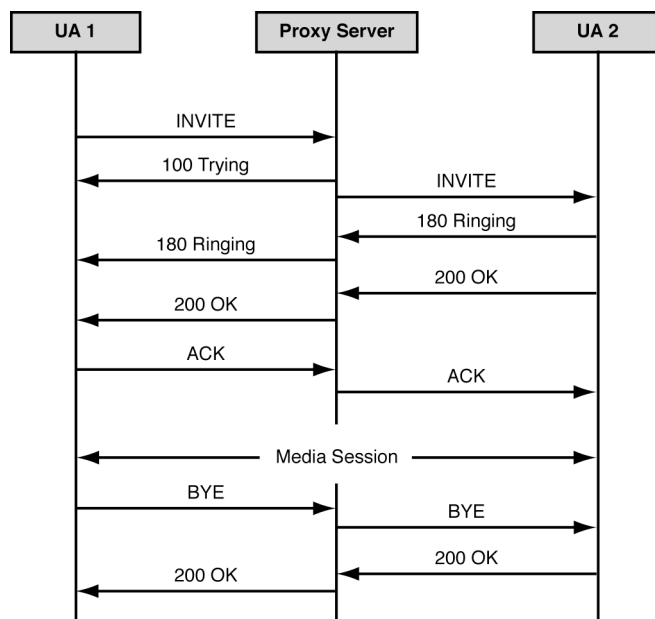 UA 1
Proxy Server
UA 2
INVITE
100 Trying
INVITE
180 Ringing
180 Ringing
200 OK
200 OK
ACK
ACK
Media Session
BYE
BYE
200 OK
200 OK